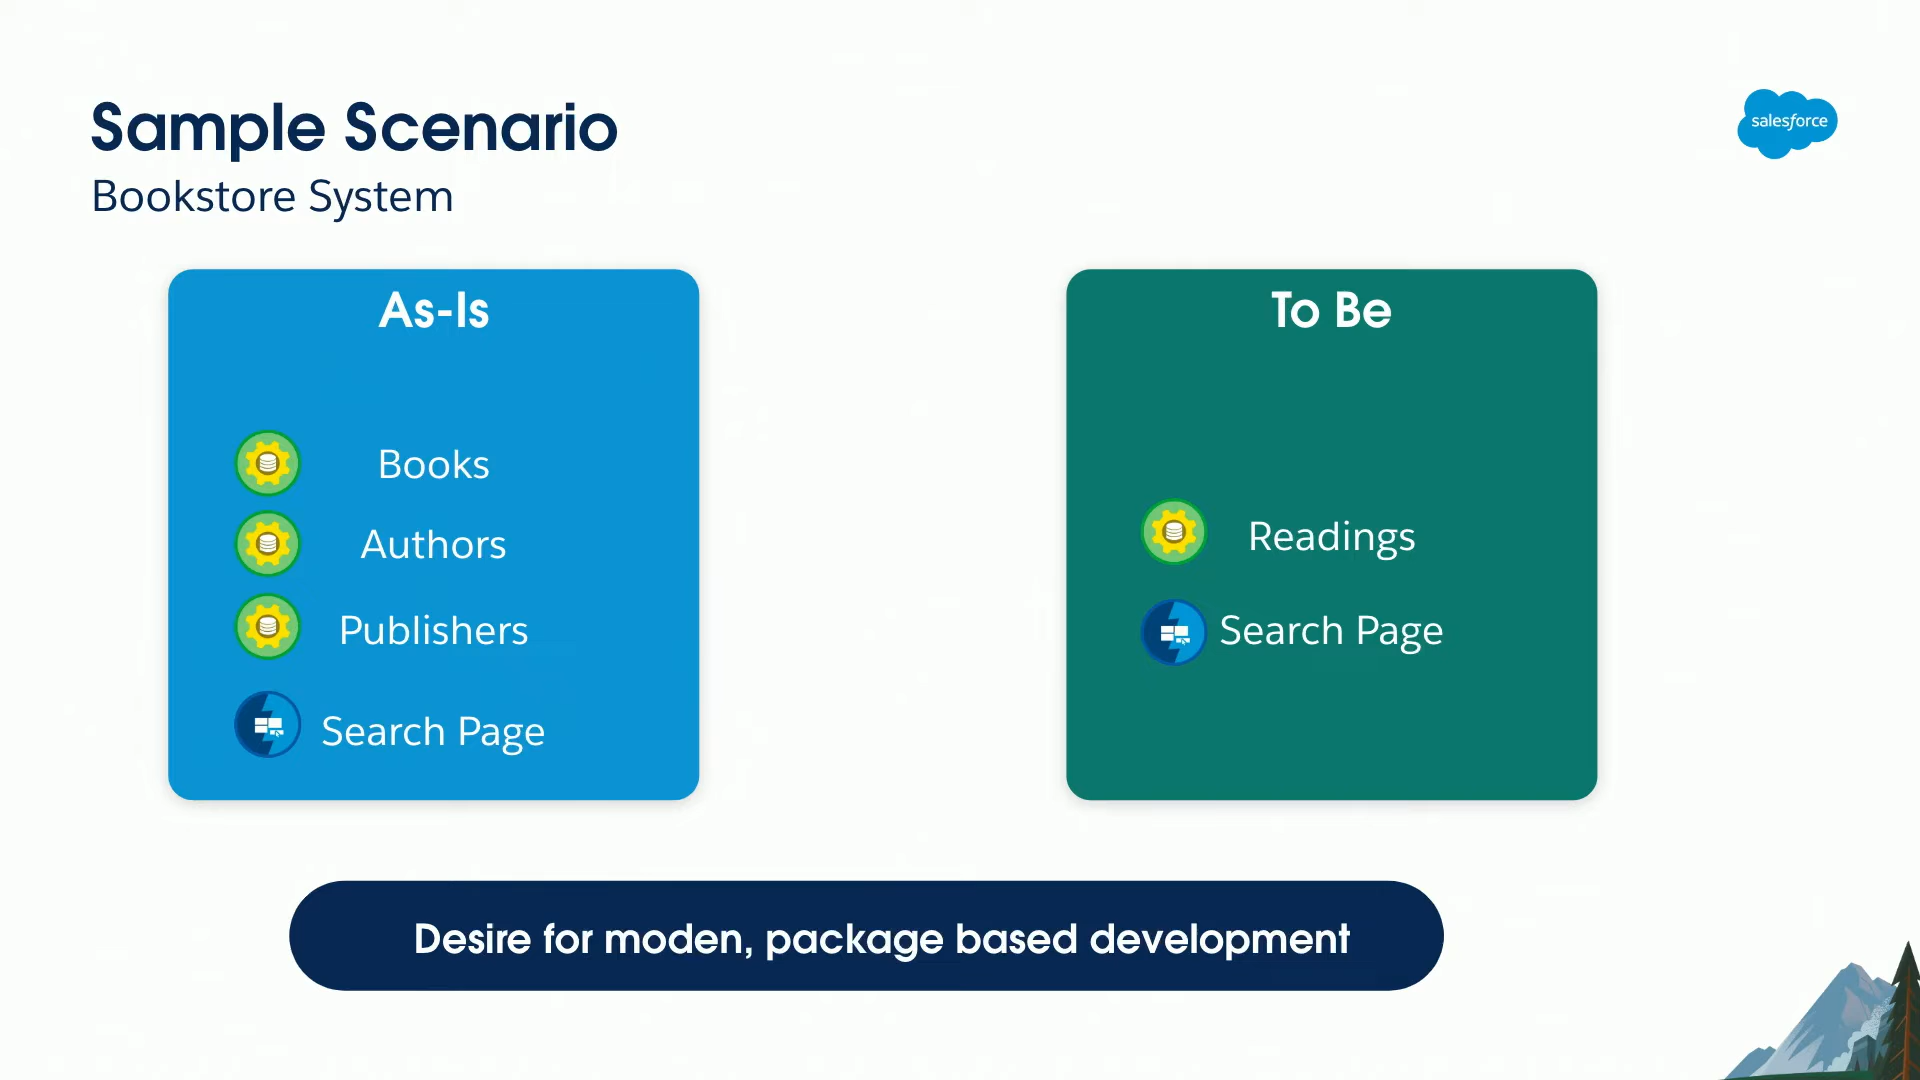 Sample Scenario
Bookstore System
salesforce
As-Is
Books
Authors
Publishers
Search Page
To Be
Readings
Search Page
Desire for moden, package based development